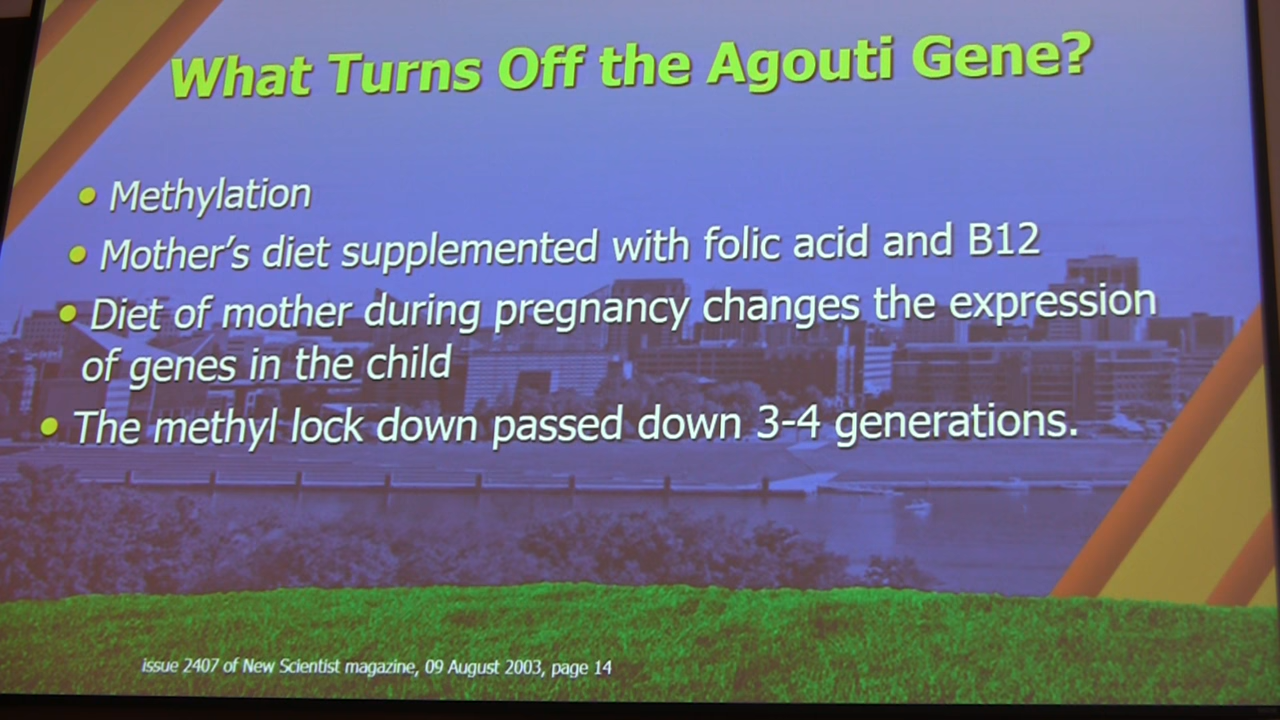 What Turns Off the Agouti Gene?
• Methylation
• Mother's diet supplemented with folic acid and B12
• Diet of mother during pregnancy changes the expression
of genes in the child
• The methyl lock down passed down 3-4 generations.
issue 2407 of New Scientist magazine, 09 August 2003, page 14